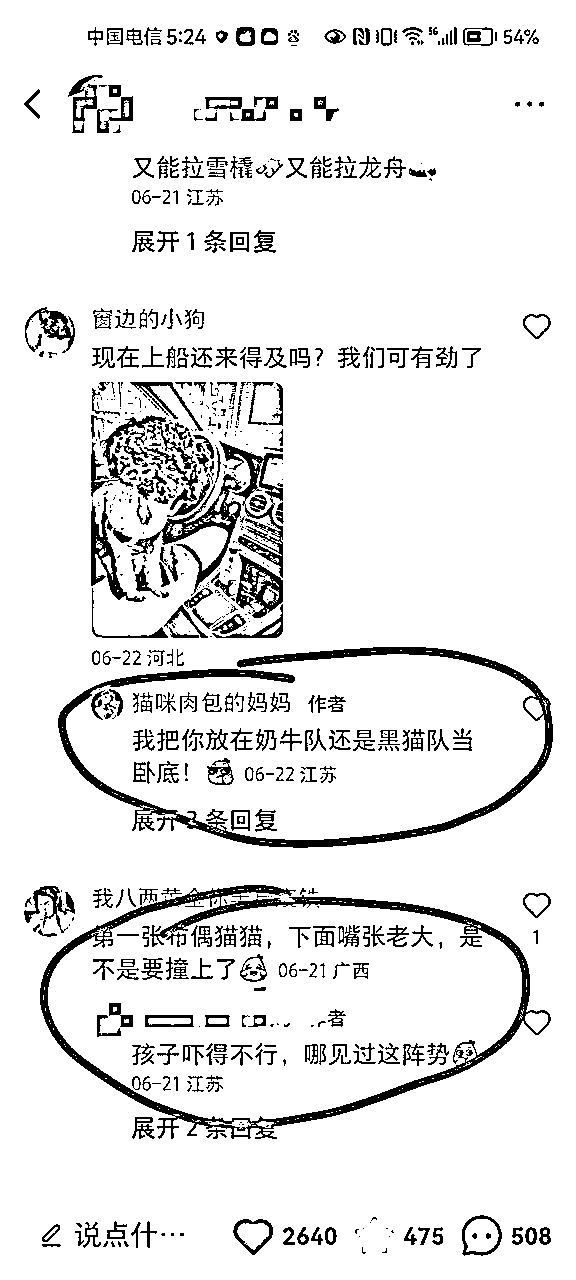 中国电信 5:24 54%
又能拉雪橇又能拉龙舟
06-21 江苏
展开 1 条回复
窗边的小狗
现在上船还来得及吗？我们可有劲了
06-22 河北
猫咪肉包的妈妈 作者
我把你放在奶牛队还是黑猫队当
卧底！ 06-22 江苏
展开 3 条回复
我八两
第一张布偶猫猫，下面嘴张老大，是
不是要撞上了 06-21 广西
1
者
孩子吓得不行，哪见过这阵势
06-21 江苏
展开 2 条回复
说点什… 2640 475 508